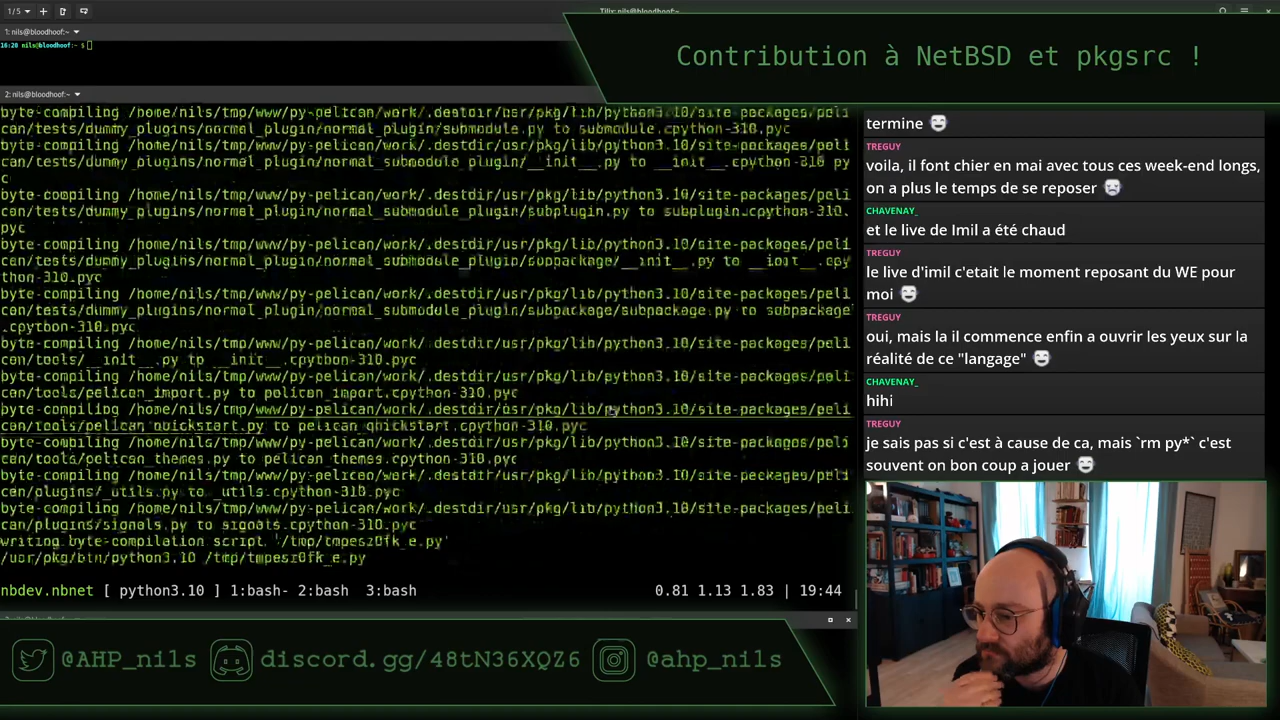 1/5
Tilix: nils@bloodhoof:~
1: nils@bloodhoof:~
16:20 nils@bloodhoof:~ $
Contribution à NetBSD et pkgsrc !
2: nils@bloodhoof:~
byte-compiling /home/nils/tmp/www/py-pelican/work/.destdir/usr/pkg/lib/python3.10/site-packages/peli
can/tests/dummy_plugins/normal_plugin/normal_submodule_plugin/submodule.py to submodule.cpython-310.pyc
byte-compiling /home/nils/tmp/www/py-pelican/work/.destdir/usr/pkg/lib/python3.10/site-packages/peli
can/tests/dummy_plugins/normal_submodule_plugin/__init__.py to __init__.cpython-310.py
c
byte-compiling /home/nils/tmp/www/py-pelican/work/.destdir/usr/pkg/lib/python3.10/site-packages/peli
can/tests/dummy_plugins/normal_submodule_plugin/subplugin.py to subplugin.cpython-310.
pyc
byte-compiling /home/nils/tmp/www/py-pelican/work/.destdir/usr/pkg/lib/python3.10/site-packages/peli
can/tests/dummy_plugins/normal_submodule_plugin/subpackage/__init__.py to __init__.cpy
thon-310.pyc
byte-compiling /home/nils/tmp/www/py-pelican/work/.destdir/usr/pkg/lib/python3.10/site-packages/peli
can/tests/dummy_plugins/normal_submodule_plugin/subpackage/subpackage.py to subpackage
.cpython-310.pyc
byte-compiling /home/nils/tmp/www/py-pelican/work/.destdir/usr/pkg/lib/python3.10/site-packages/peli
can/tools/__init__.py to __init__.cpython-310.pyc
byte-compiling /home/nils/tmp/www/py-pelican/work/.destdir/usr/pkg/lib/python3.10/site-packages/peli
can/tools/pelican_import.py to pelican_import.cpython-310.pyc
byte-compiling /home/nils/tmp/www/py-pelican/work/.destdir/usr/pkg/lib/python3.10/site-packages/peli
can/tools/pelican_quickstart.py to pelican_quickstart.cpython-310.pyc
byte-compiling /home/nils/tmp/www/py-pelican/work/.destdir/usr/pkg/lib/python3.10/site-packages/peli
can/tools/pelican_themes.py to pelican_themes.cpython-310.pyc
byte-compiling /home/nils/tmp/www/py-pelican/work/.destdir/usr/pkg/lib/python3.10/site-packages/peli
can/plugins/_utils.py to _utils.cpython-310.pyc
byte-compiling /home/nils/tmp/www/py-pelican/work/.destdir/usr/pkg/lib/python3.10/site-packages/peli
can/plugins/signals.py to signals.cpython-310.pyc
writing byte-compilation script
/usr/pkg/bin/python3.10
nbdev.nbnet [ python3.10 ] 1:bash- 2:bash 3:bash 0.81 1.13 1.83 | 19:44
termine
TREGUY
voila, il font chier en mai avec tous ces week-end longs,
on a plus le temps de se reposer
CHAVENAY_
et le live de Imil a été chaud
TREGUY
le live d'imil c'etait le moment reposant du WE pour
moi
TREGUY
oui, mais la il commence enfin a ouvrir les yeux sur la
réalité de ce "langage"
CHAVENAY_
hihi
TREGUY
je sais pas si c'est à cause de ca, mais `rm py*` c'est
souvent on bon coup a jouer
@AHP_nils discord.gg/48tN36XQZ6 @ahp_nils